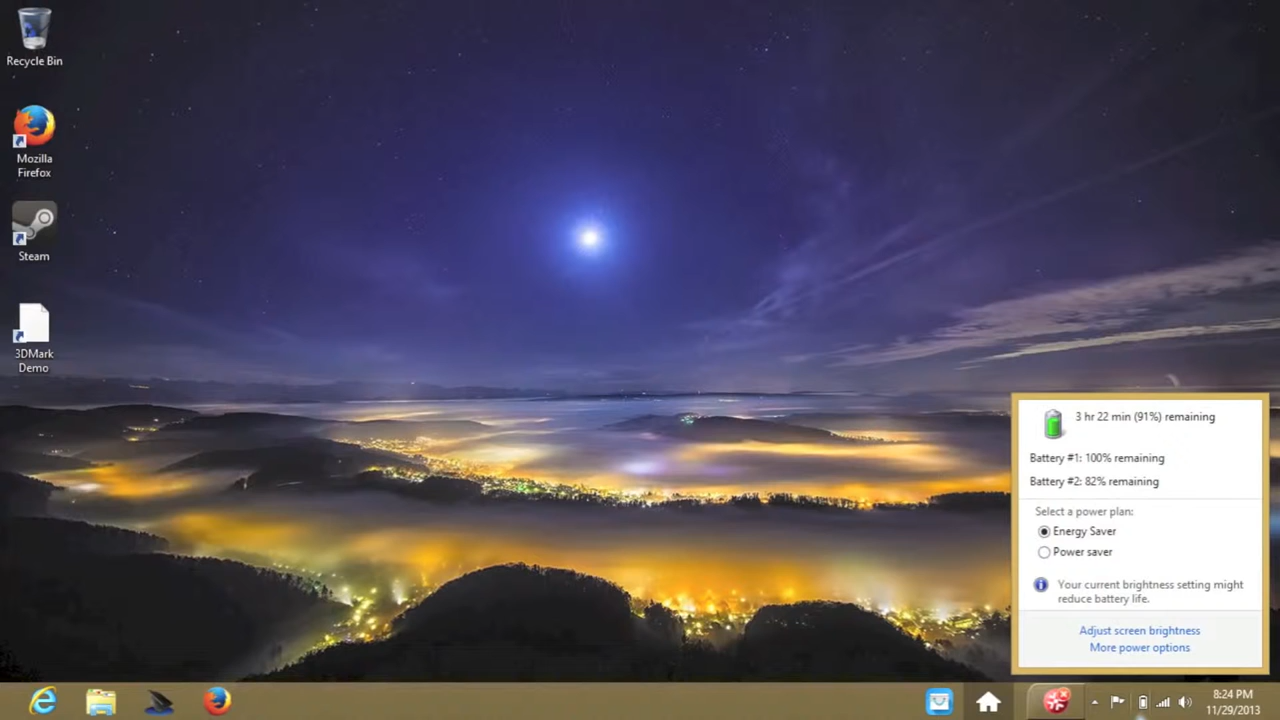 Recycle Bin
Mozilla
Firefox
Steam
3DMark
Demo
3 hr 22 min (91%) remaining
Battery #1: 100% remaining
Battery #2: 82% remaining
Select a power plan:
Energy Saver
Power saver
Your current brightness setting might
reduce battery life.
Adjust screen brightness
More power options
8:24 PM
11/29/2013